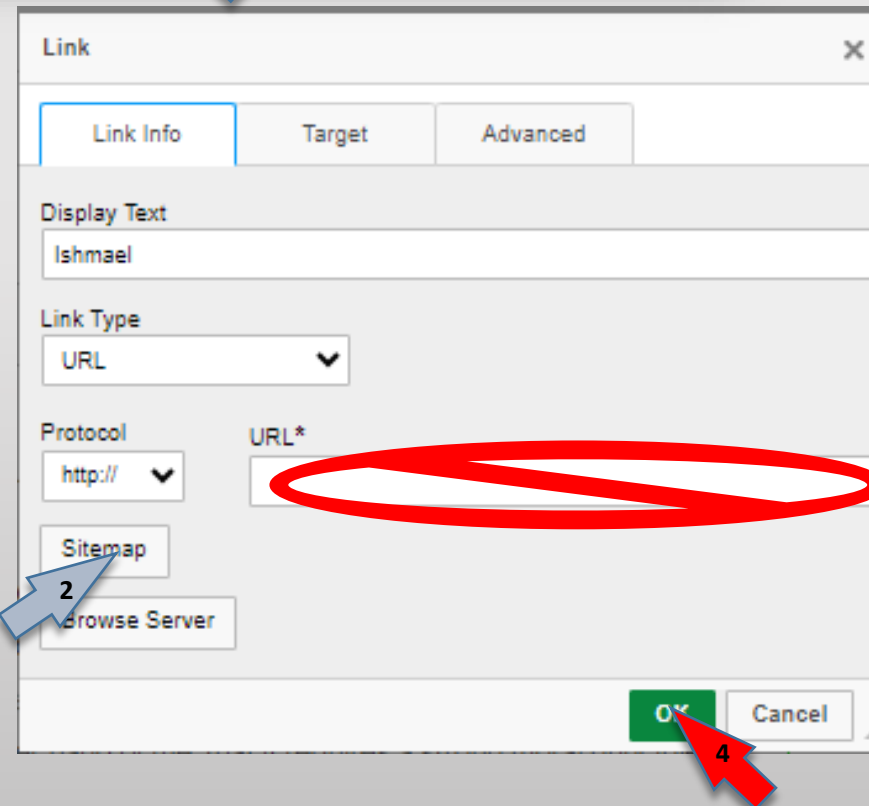 Link ×
Link Info Target Advanced
Display Text
Ishmael
Link Type
URL
Protocol URL*
http://
Sitemap
2
Browse Server
OK Cancel
4